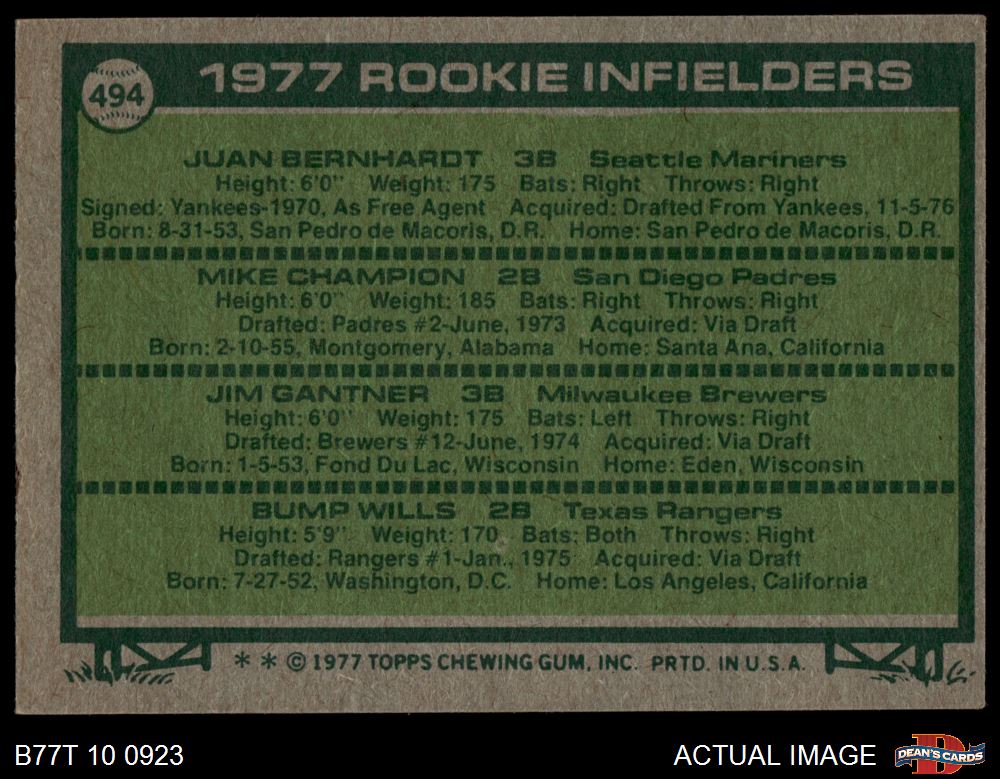 494
1977 ROOKIE INFIELDERS
JUAN BERNHARDT 3B Seattle Mariners
Height: 6'0" Weight: 175 Bats: Right Throws: Right
Signed: Yankees-1970, As Free Agent Acquired: Drafted From Yankees, 11-5-76
Born: 8-31-53, San Pedro de Macoris, D.R. Home: San Pedro de Macoris, D.R.
MIKE CHAMPION 2B San Diego Padres
Height: 6'0" Weight: 185 Bats: Right Throws: Right
Drafted: Padres #2-June, 1973 Acquired: Via Draft
Born: 2-10-55, Montgomery, Alabama Home: Santa Ana, California
JIM GANTNER 3B Milwaukee Brewers
Height: 6'0" Weight: 175 Bats: Left Throws: Right
Drafted: Brewers #12-June, 1974 Acquired: Via Draft
Born: 1-5-53, Fond Du Lac, Wisconsin Home: Eden, Wisconsin
BUMP WILLS 2B Texas Rangers
Height: 5'9" Weight: 170 Bats: Both Throws: Right
Drafted: Rangers #1-Jan., 1975 Acquired: Via Draft
Born: 7-27-52, Washington, D.C. Home: Los Angeles, California
* * © 1977 TOPPS CHEWING GUM, INC. PRTD. IN U.S.A.
B77T 10 0923
ACTUAL IMAGE
D
DEAN'S CARDS